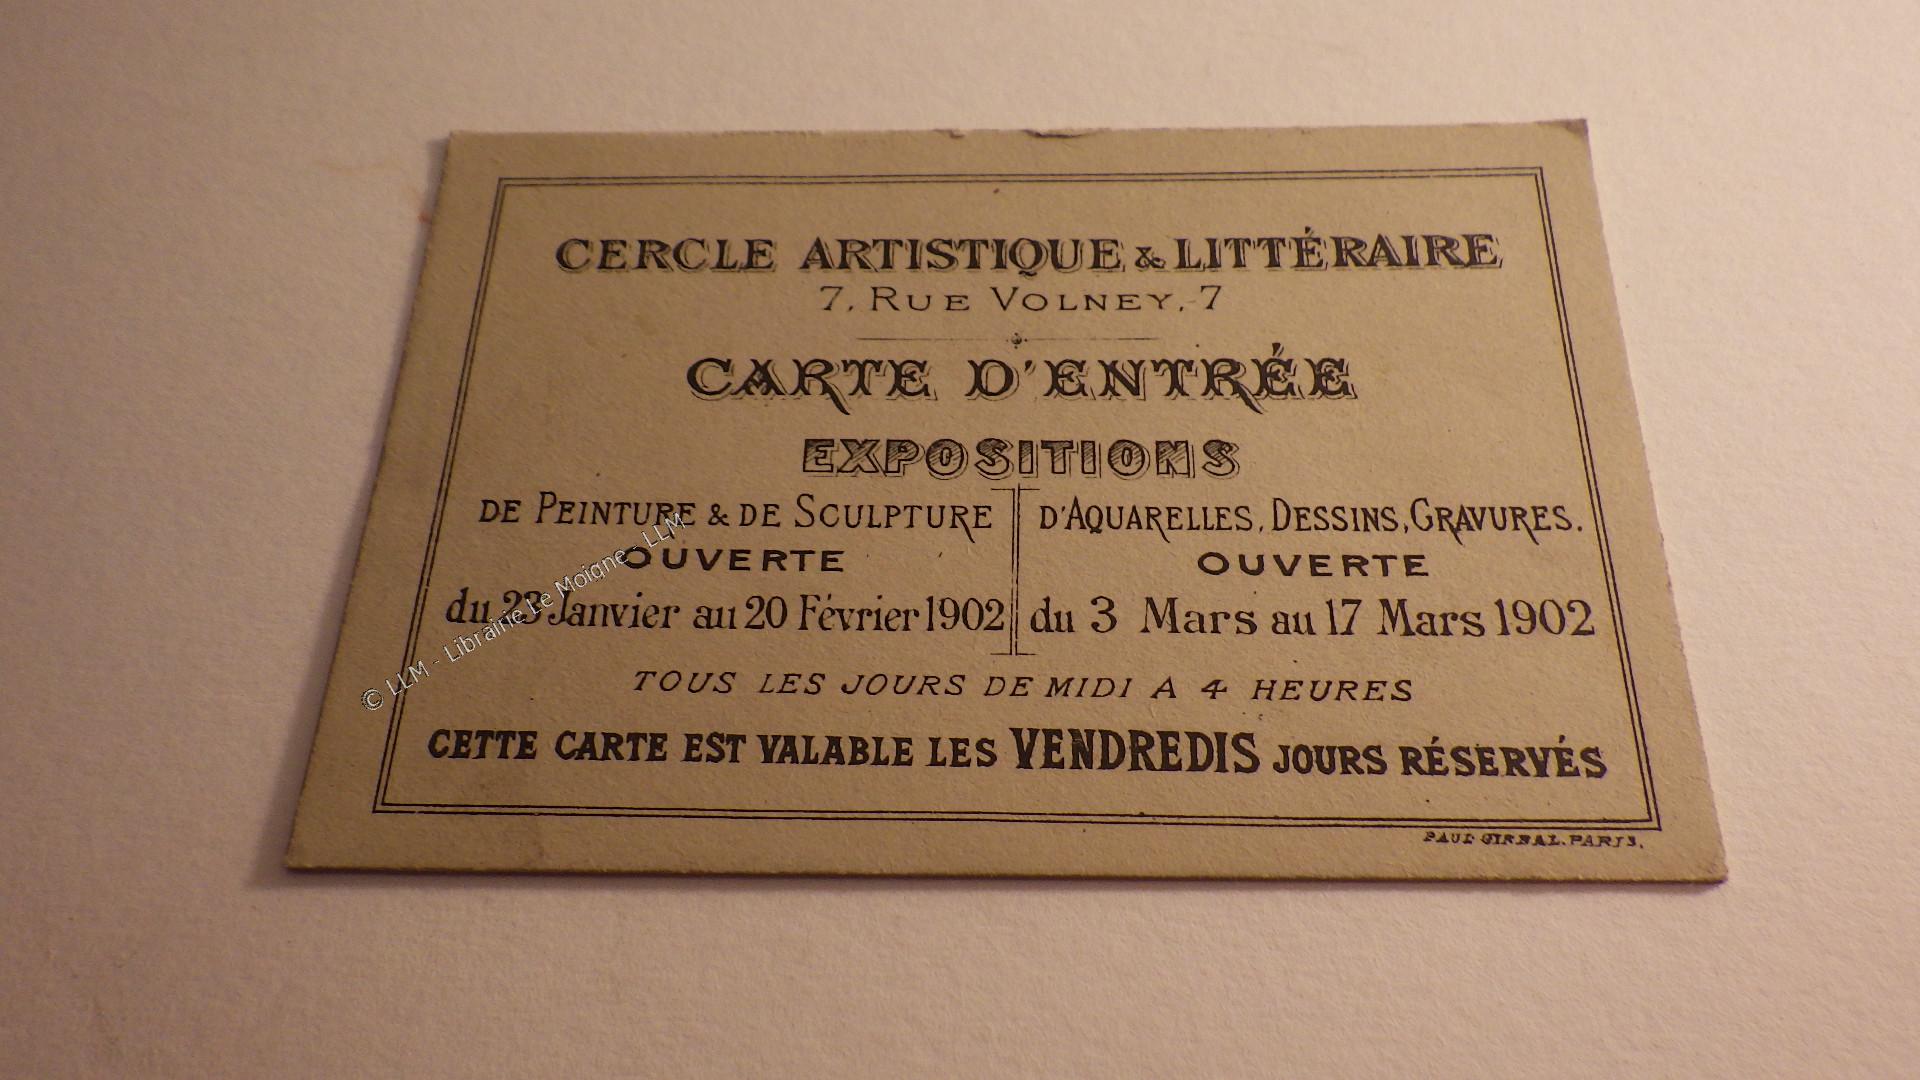 CERCLE ARTISTIQUE & LITTÉRAIRE
7, RUE VOLNEY, 7
CARTE D'ENTRÉE
EXPOSITIONS
DE PEINTURE & DE SCULPTURE
OUVERTE
du 23 Janvier au 20 Février 1902
D'AQUARELLES, DESSINS, GRAVURES.
OUVERTE
du 3 Mars au 17 Mars 1902
TOUS LES JOURS DE MIDI A 4 HEURES
CETTE CARTE EST VALABLE LES VENDREDIS JOURS RÉSERVÉS
PAUL GIRBAL. PARIS.
© LLM - Librairie Le Moigne - LLM